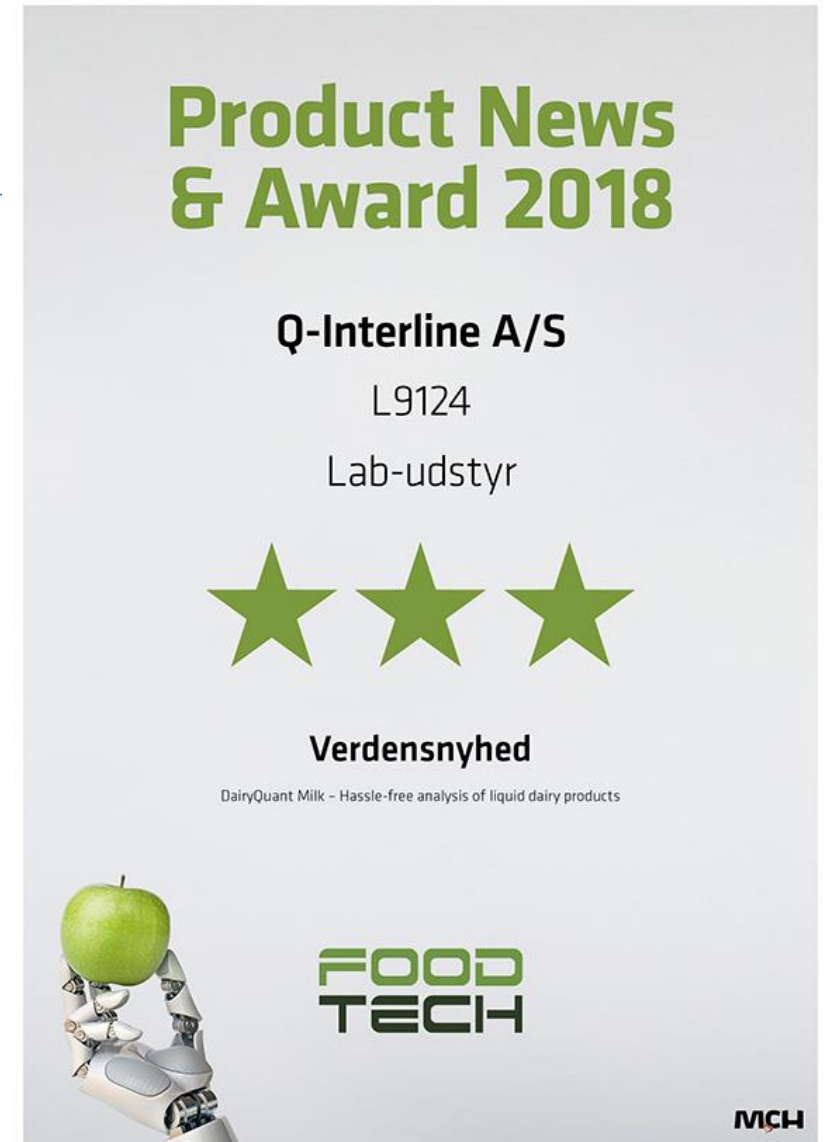 Product News
& Award 2018
Q-Interline A/S
L9124
Lab-udstyr
Verdensnyhed
DairyQuant Milk – Hassle-free analysis of liquid dairy products
FOOD
TECH
MCH